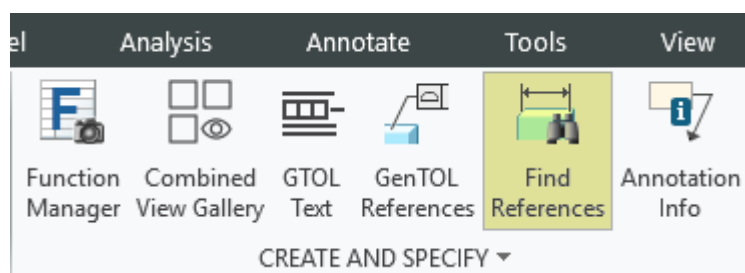 el Analysis Annotate Tools View
Function Manager
Combined View Gallery
GTOL Text
GenTOL References
Find References
Annotation Info
CREATE AND SPECIFY